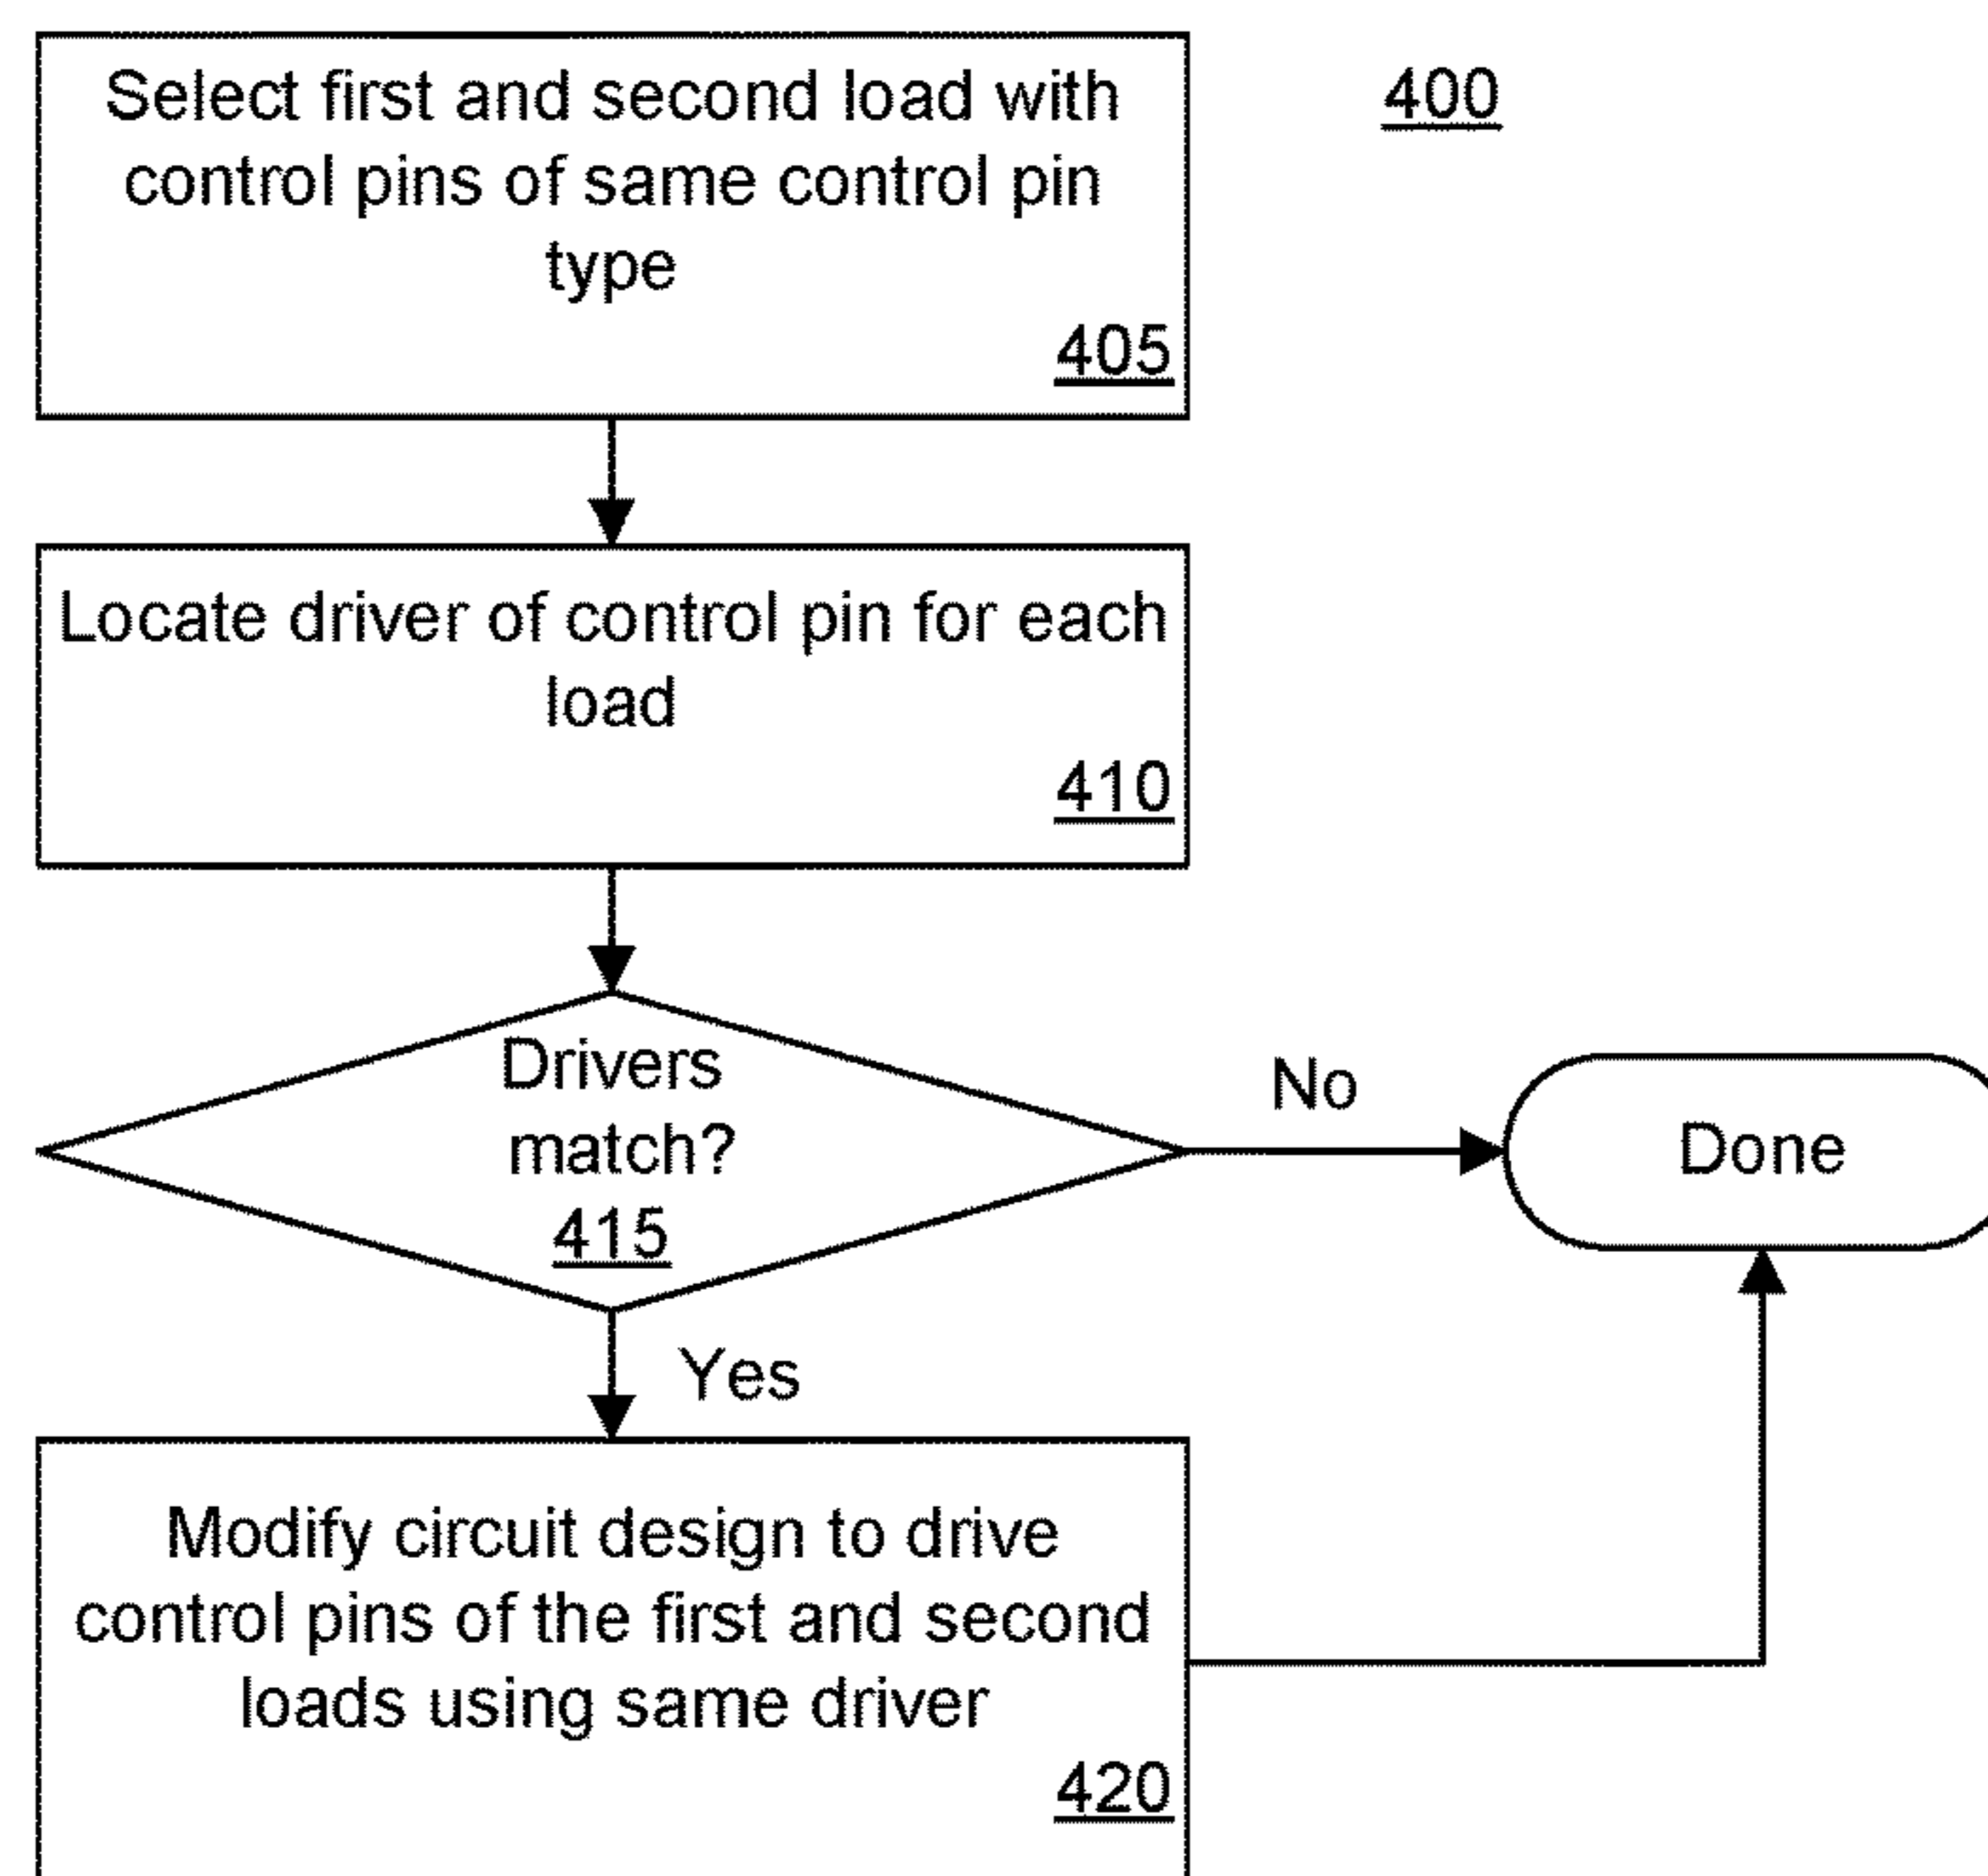 Select first and second load with
control pins of same control pin
type
405
400
Locate driver of control pin for each
load
410
Drivers
match?
415
No
Done
Yes
Modify circuit design to drive
control pins of the first and second
loads using same driver
420